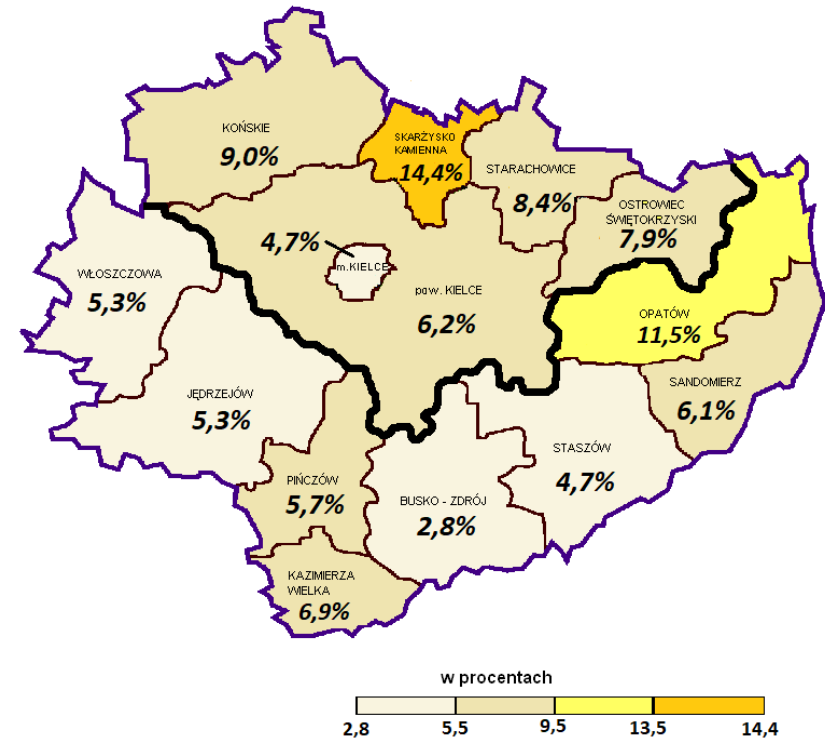 KOŃSKIE
9,0%
SKARŻYSKO
KAMIENNA
14,4%
STARACHOWICE
8,4%
OSTROWIEC
ŚWIĘTOKRZYSKI
7,9%
4,7%
m.KIELCE
pow. KIELCE
6,2%
WŁOSZCZOWA
5,3%
OPATÓW
11,5%
SANDOMIERZ
6,1%
JĘDRZEJÓW
5,3%
STASZÓW
4,7%
PIŃCZÓW
5,7%
BUSKO - ZDRÓJ
2,8%
KAZIMIERZA
WIELKA
6,9%
w procentach
2,8 5,5 9,5 13,5 14,4